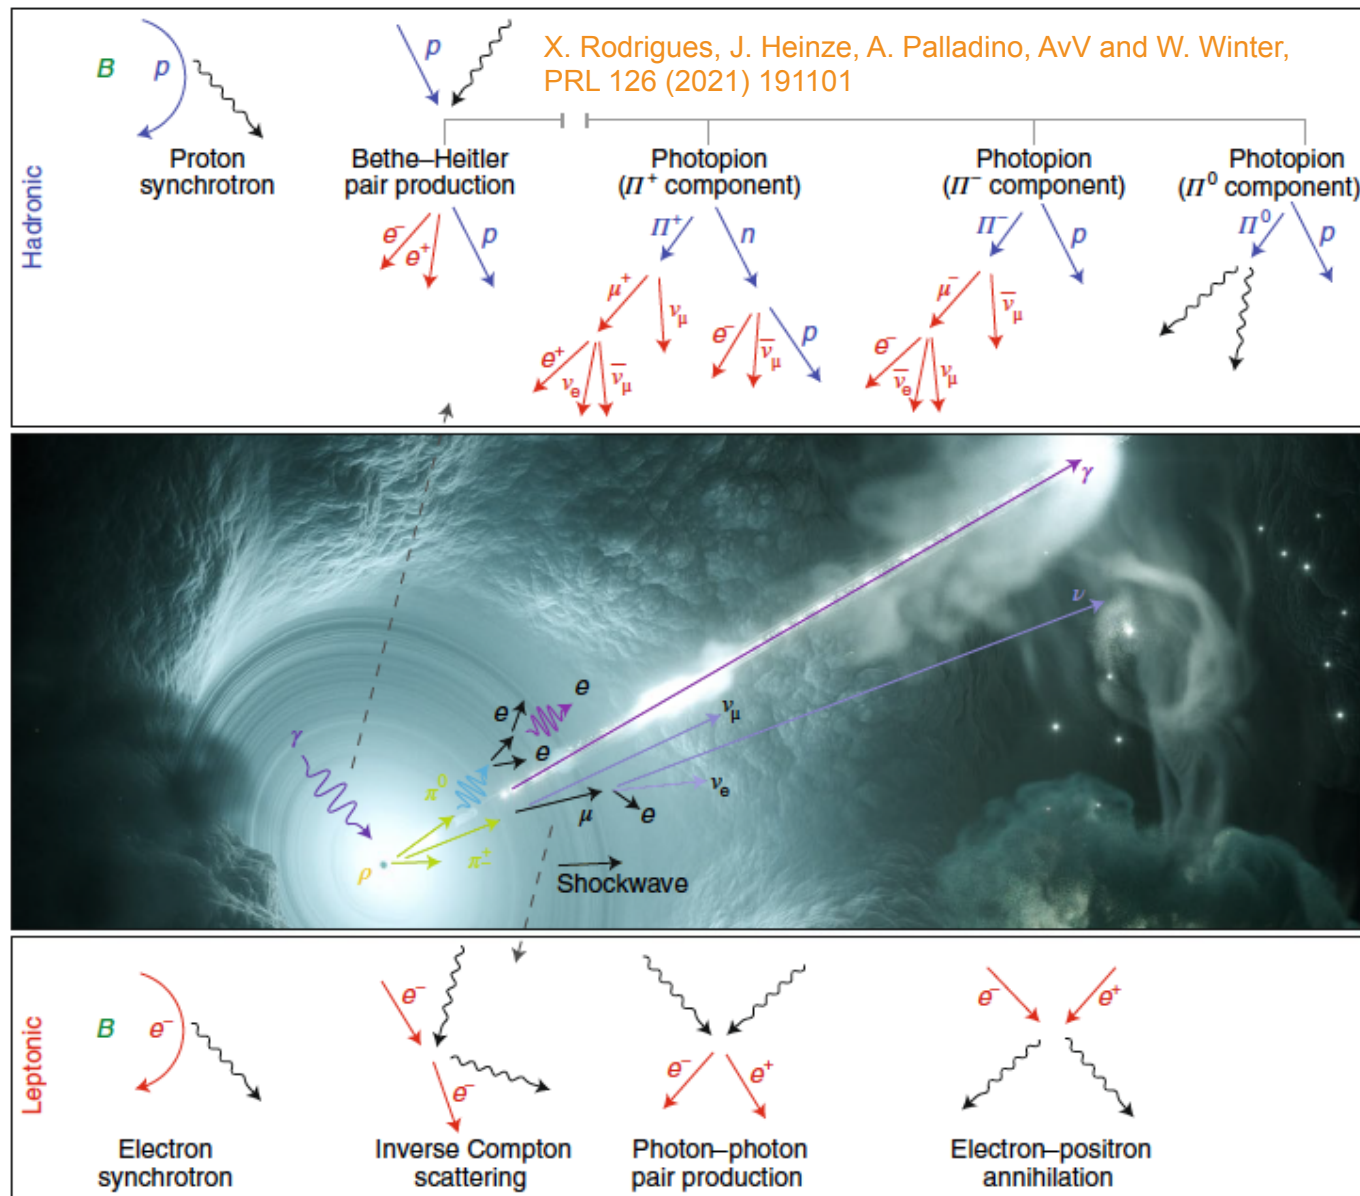 X. Rodrigues, J. Heinze, A. Palladino, AvV and W. Winter,
PRL 126 (2021) 191101
Hadronic
B p
p
Proton
synchrotron
Bethe–Heitler
pair production
Photopion
(Π⁺ component)
Photopion
(Π⁻ component)
Photopion
(Π⁰ component)
e⁻ e⁺ p
Π⁺ n
μ⁺ ν_μ
e⁻ ν̅_μ p
e⁺ ν_e ν̅_μ
Π⁻ p
μ⁻ ν̅_μ
e⁻ ν̅_e ν_μ
Π⁰ p
γ
ν
e
e
e
ν_μ
γ
π⁰
ν_e
μ
e
ρ
π±
Shockwave
Leptonic
B e⁻
e⁻
e⁻
e⁻ e⁺
e⁻ e⁺
Electron
synchrotron
Inverse Compton
scattering
Photon–photon
pair production
Electron–positron
annihilation